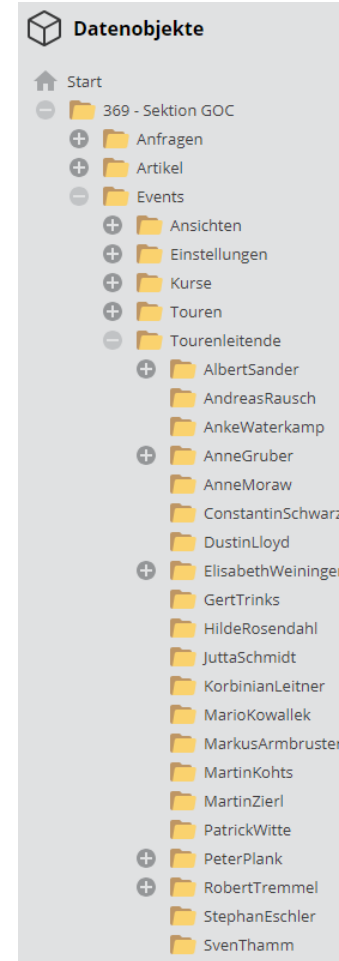 Datenobjekte
Start
369 - Sektion GOC
Anfragen
Artikel
Events
Ansichten
Einstellungen
Kurse
Touren
Tourenleitende
AlbertSander
AndreasRausch
AnkeWaterkamp
AnneGruber
AnneMoraw
ConstantinSchwarz
DustinLloyd
ElisabethWeininger
GertTrinks
HildeRosendahl
JuttaSchmidt
KorbinianLeitner
MarioKowallek
MarkusArmbruster
MartinKohts
MartinZierl
PatrickWitte
PeterPlank
RobertTremmel
StephanEschler
SvenThamm